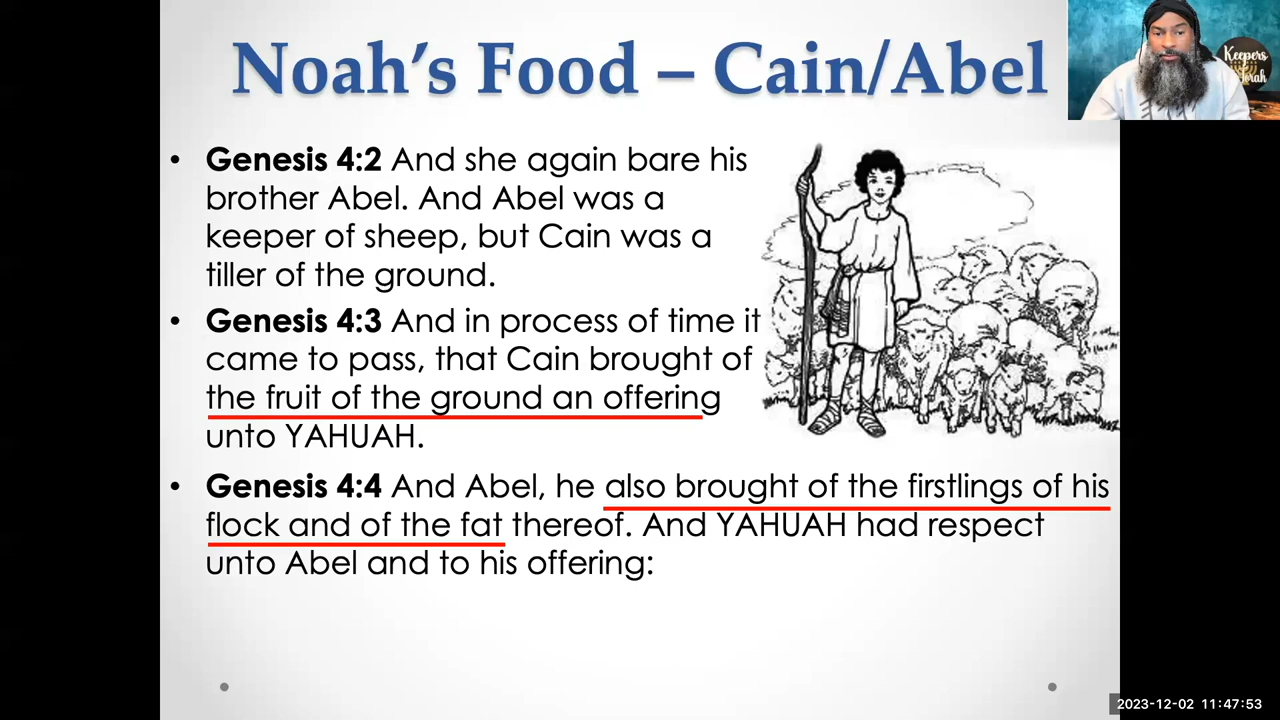 Noah's Food – Cain/Abel
Keepers
Torah
• Genesis 4:2 And she again bare his
brother Abel. And Abel was a
keeper of sheep, but Cain was a
tiller of the ground.
• Genesis 4:3 And in process of time it
came to pass, that Cain brought of
the fruit of the ground an offering
unto YAHUAH.
• Genesis 4:4 And Abel, he also brought of the firstlings of his
flock and of the fat thereof. And YAHUAH had respect
unto Abel and to his offering:
2023-12-02 11:47:53